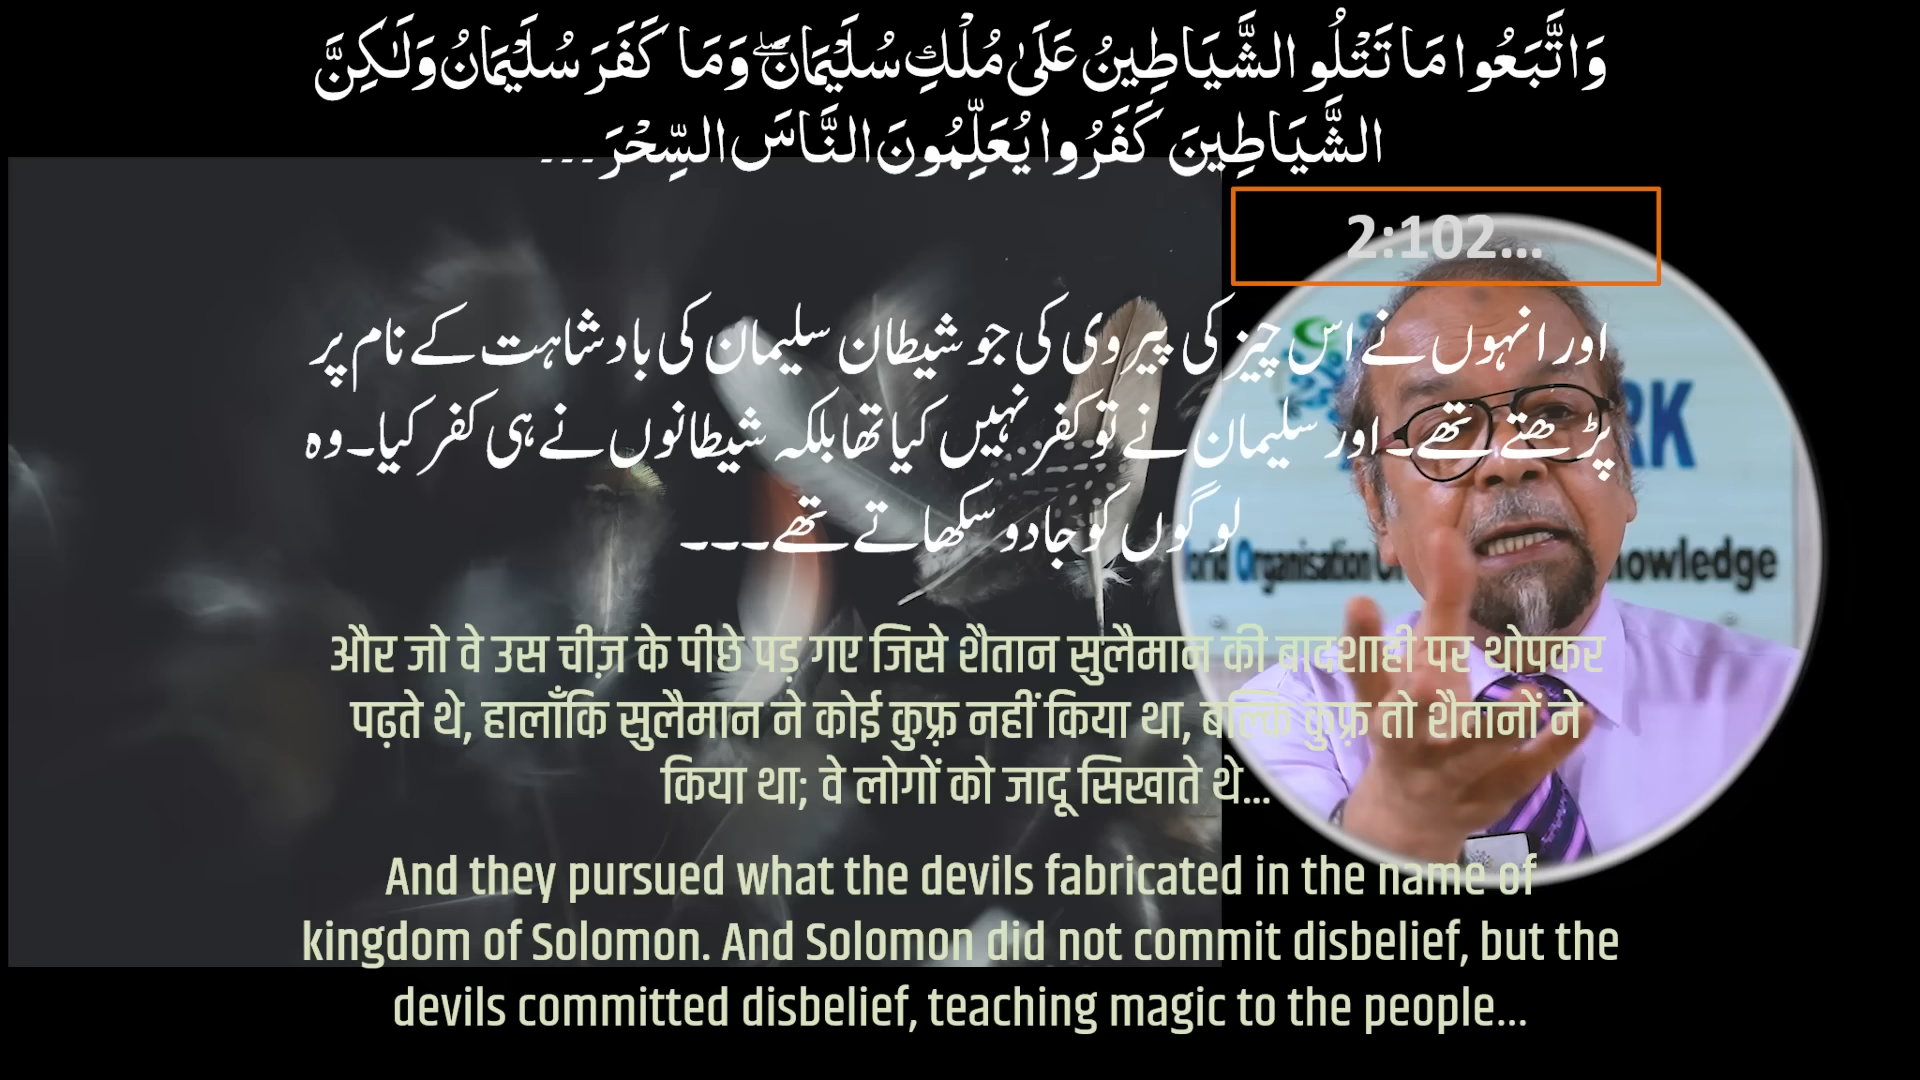 وَاتَّبَعُوا مَا تَتْلُو الشَّيَاطِينُ عَلَىٰ مُلْكِ سُلَيْمَانَ ۖ وَمَا كَفَرَ سُلَيْمَانُ وَلَٰكِنَّ
الشَّيَاطِينَ كَفَرُوا يُعَلِّمُونَ النَّاسَ السِّحْرَ۔۔۔
2:102...
اور انہوں نے اس چیز کی پیروی کی جو شیطان سلیمان کی بادشاہت کے نام پر
پڑھتے تھے۔ اور سلیمان نے تو کفر نہیں کیا تھا بلکہ شیطانوں نے ہی کفر کیا۔ وہ
لوگوں کو جادو سکھاتے تھے۔۔۔
RK
Organisation
nowledge
और जो वे उस चीज़ के पीछे पड़ गए जिसे शैतान सुलैमान की बादशाही पर थोपकर
पढ़ते थे, हालाँकि सुलैमान ने कोई कुफ़्र नहीं किया था, बल्कि कुफ़्र तो शैतानों ने
किया था; वे लोगों को जादू सिखाते थे...
And they pursued what the devils fabricated in the name of
kingdom of Solomon. And Solomon did not commit disbelief, but the
devils committed disbelief, teaching magic to the people...